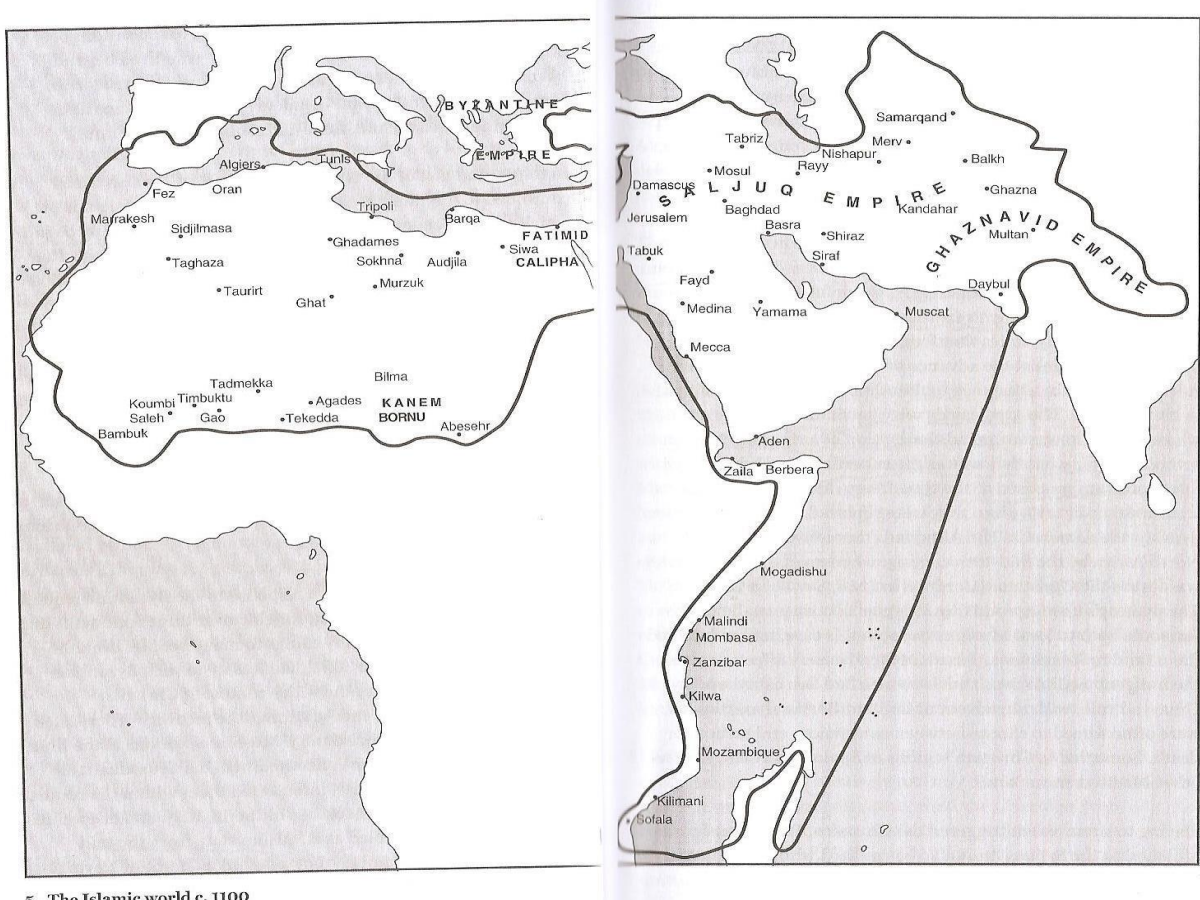 BYZANTINE
EMPIRE
Algiers
Tunis
Oran
Fez
Marrakesh
Sidjilmasa
Taghaza
Taurirt
Tripoli
Barqa
Ghadames
Sokhna
Audjila
Siwa
FATIMID
CALIPHA
Murzuk
Ghat
Bilma
Tadmekka
Timbuktu
Koumbi
Saleh
Gao
Agades
Tekedda
KANEM
BORNU
Bambuk
Abesehr
Samarqand
Merv
Nishapur
Balkh
Tabriz
Rayy
Mosul
Ghazna
Damascus
SALJUQ EMPIRE
Kandahar
Baghdad
Jerusalem
Basra
Shiraz
GHAZNAVID EMPIRE
Multan
Tabuk
Siraf
Fayd
Daybul
Medina
Yamama
Muscat
Mecca
Aden
Zaila
Berbera
Mogadishu
Malindi
Mombasa
Zanzibar
Kilwa
Mozambique
Kilimani
Sofala
5 The Islamic world c. 1100